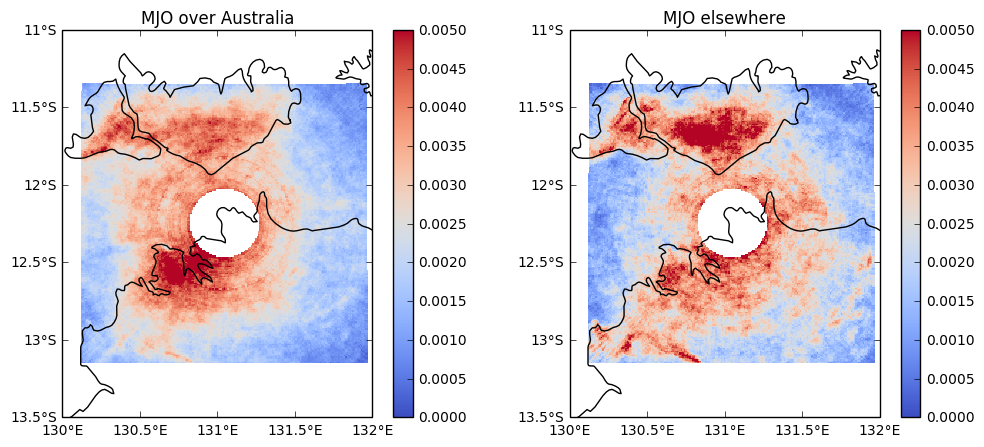 MJO over Australia
11°S
11.5°S
12°S
12.5°S
13°S
13.5°S
130°E
130.5°E
131°E
131.5°E
132°E
0.0050
0.0045
0.0040
0.0035
0.0030
0.0025
0.0020
0.0015
0.0010
0.0005
0.0000
MJO elsewhere
11°S
11.5°S
12°S
12.5°S
13°S
13.5°S
130°E
130.5°E
131°E
131.5°E
132°E
0.0050
0.0045
0.0040
0.0035
0.0030
0.0025
0.0020
0.0015
0.0010
0.0005
0.0000